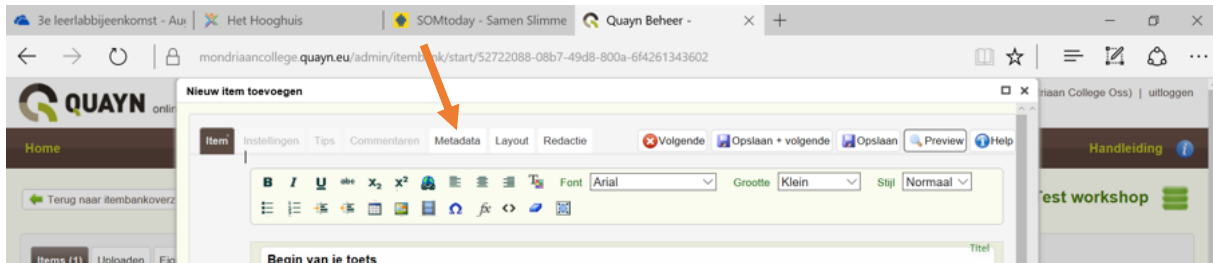 3e leerlabbijeenkomst - Au Het Hooghuis SOMtoday - Samen Slimme Quayn Beheer -
mondriaancollege.quayn.eu/admin/itembank/start/52722088-08b7-49d8-800a-6f4261343602
QUAYN onlin Nieuw item toevoegen riaan College Oss) | uitloggen
Home Item Instellingen Tips Commentaren Metadata Layout Redactie Volgende Opslaan + volgende Opslaan Preview Help Handleiding
B I U abc X2 X² Font Arial Grootte Klein Stijl Normaal
Terug naar itembankoverz Ω fx <> Test workshop
Items (1) Uploaden Eig Begin van je toets Titel